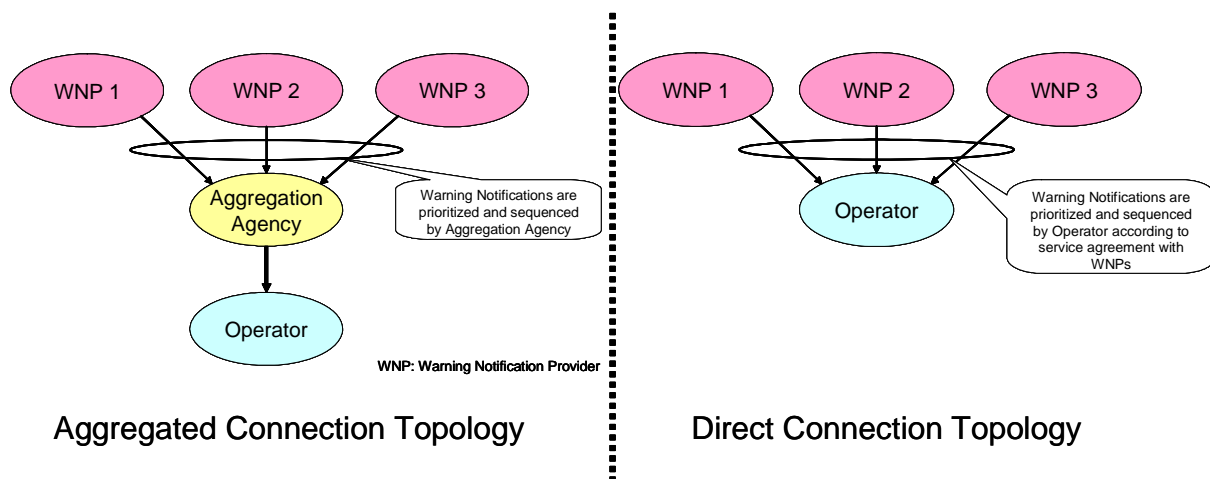 WNP 1
WNP 2
WNP 3
Aggregation
Agency
Warning Notifications are
prioritized and sequenced
by Aggregation Agency
Operator
WNP: Warning Notification Provider
Aggregated Connection Topology
WNP 1
WNP 2
WNP 3
Operator
Warning Notifications are
prioritized and sequenced
by Operator according to
service agreement with
WNPs
Direct Connection Topology